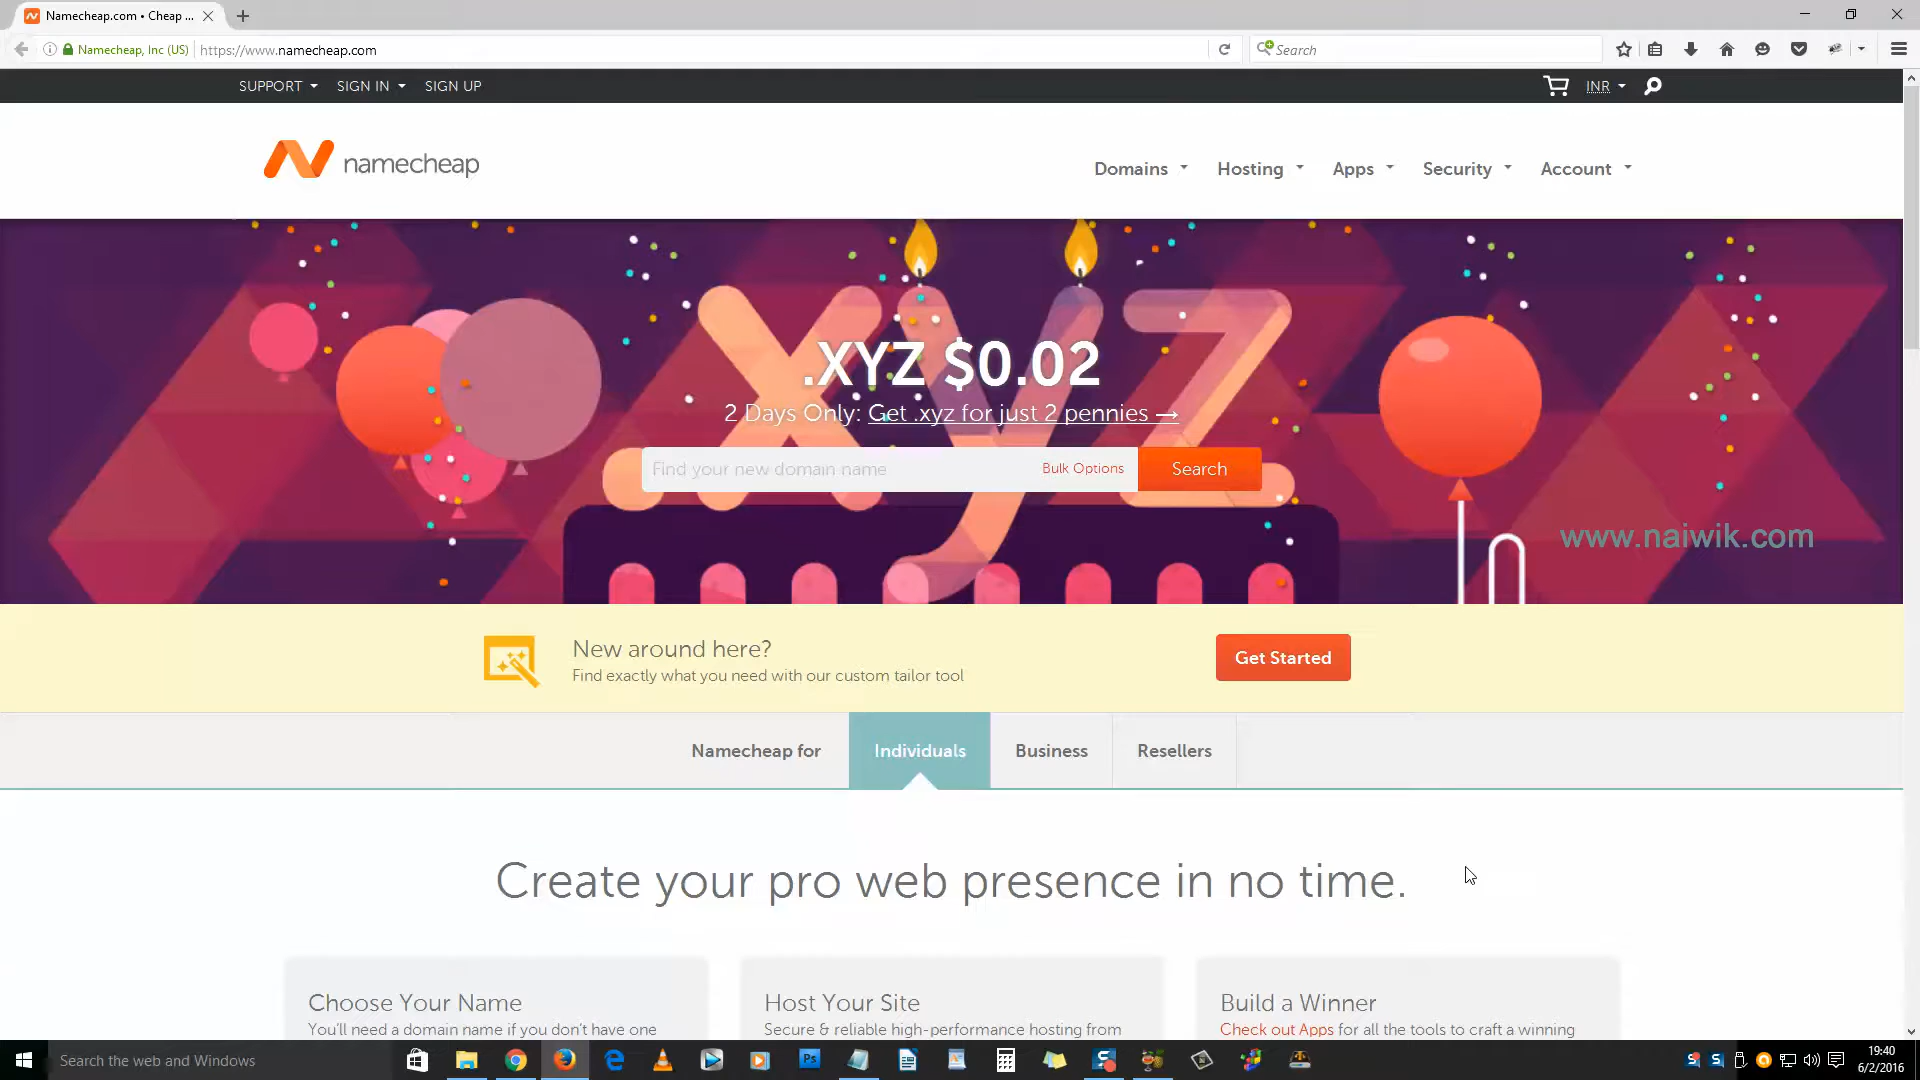 Namecheap.com • Cheap ...
Namecheap, Inc (US)
https://www.namecheap.com
Search
SUPPORT
SIGN IN
SIGN UP
INR
namecheap
Domains
Hosting
Apps
Security
Account
xyz
.XYZ $0.02
2 Days Only: Get .xyz for just 2 pennies →
Find your new domain name
Bulk Options
Search
www.naiwik.com
New around here?
Find exactly what you need with our custom tailor tool
Get Started
Namecheap for
Individuals
Business
Resellers
Create your pro web presence in no time.
Choose Your Name
You'll need a domain name if you don't have one
Host Your Site
Secure & reliable high-performance hosting from
Build a Winner
Check out Apps for all the tools to craft a winning
Search the web and Windows
Ps
19:40
6/2/2016